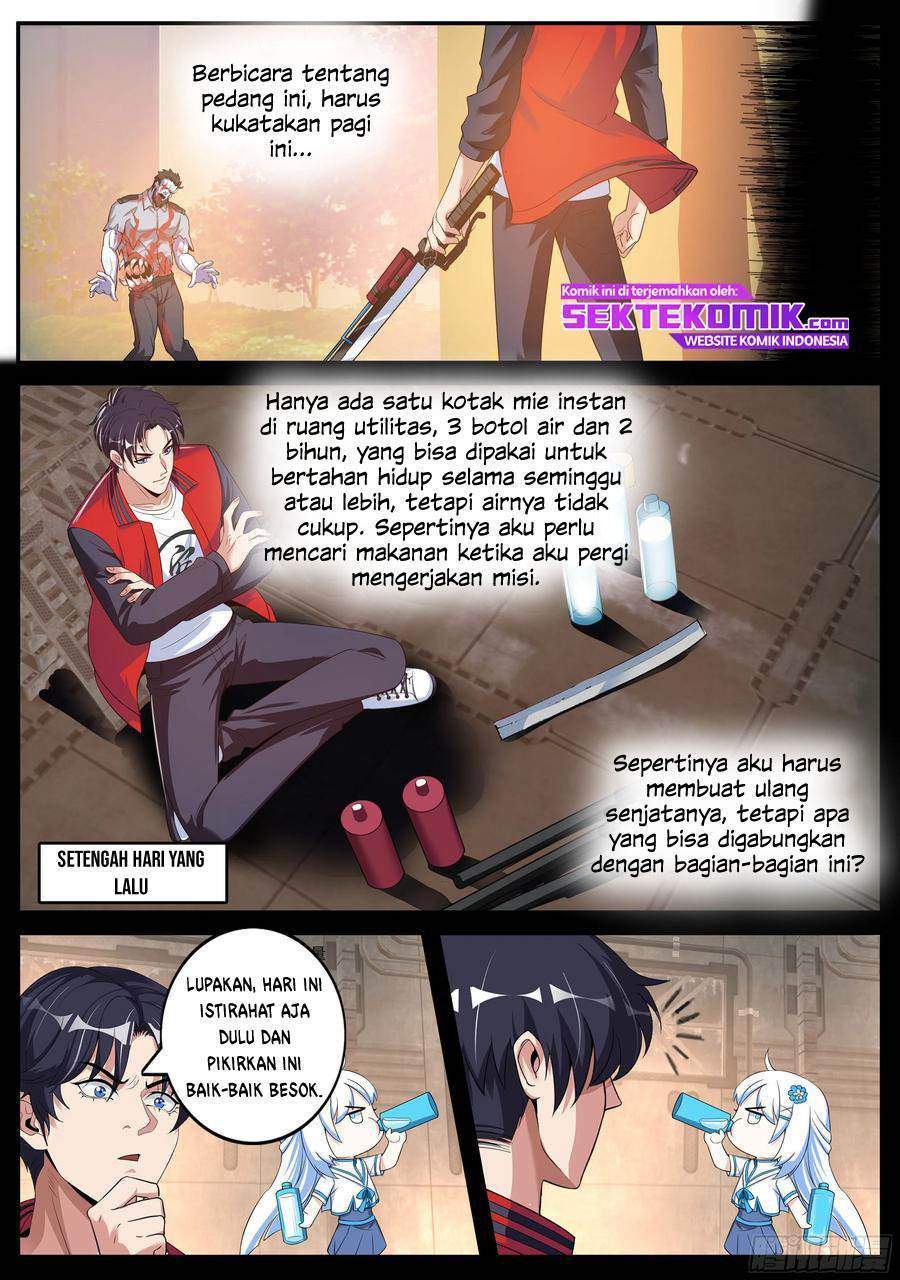 Berbicara tentang
pedang ini, harus
kukatakan pagi
ini...
Komik ini di terjemahkan oleh:
SEKTEKOMIK.com
WEBSITE KOMIK INDONESIA
Hanya ada satu kotak mie instan
di ruang utilitas, 3 botol air dan 2
bihun, yang bisa dipakai untuk
bertahan hidup selama seminggu
atau lebih, tetapi airnya tidak
cukup. Sepertinya aku perlu
mencari makanan ketika aku pergi
mengerjakan misi.
Sepertinya aku harus
membuat ulang
senjatanya, tetapi apa
yang bisa digabungkan
dengan bagian-bagian ini?
SETENGAH HARI YANG
LALU
LUPAKAN, HARI INI
ISTIRAHAT AJA
DULU DAN
PIKIRKAN INI
BAIK-BAIK BESOK.